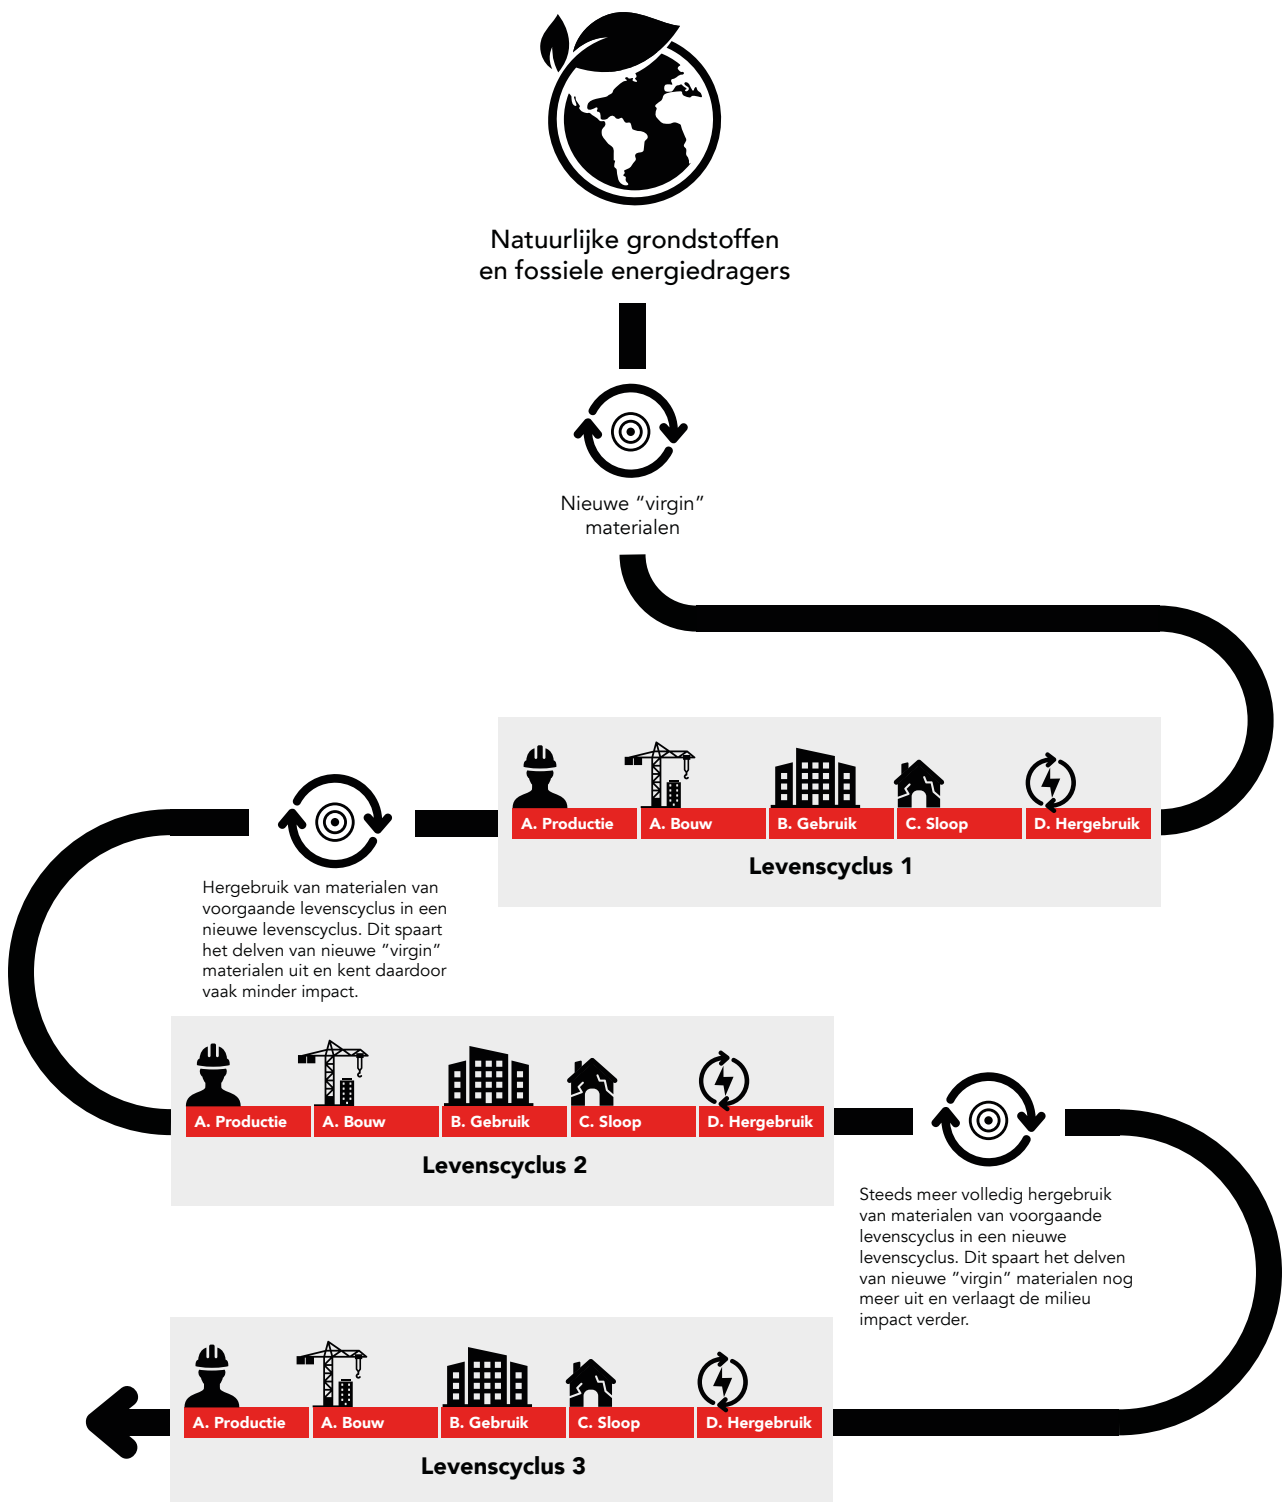 Natuurlijke grondstoffen
en fossiele energiedragers
Nieuwe “virgin”
materialen
A. Productie
A. Bouw
B. Gebruik
C. Sloop
D. Hergebruik
Levenscyclus 1
Hergebruik van materialen van
voorgaande levenscyclus in een
nieuwe levenscyclus. Dit spaart
het delven van nieuwe “virgin”
materialen uit en kent daardoor
vaak minder impact.
A. Productie
A. Bouw
B. Gebruik
C. Sloop
D. Hergebruik
Levenscyclus 2
Steeds meer volledig hergebruik
van materialen van voorgaande
levenscyclus in een nieuwe
levenscyclus. Dit spaart het delven
van nieuwe “virgin” materialen nog
meer uit en verlaagt de milieu
impact verder.
A. Productie
A. Bouw
B. Gebruik
C. Sloop
D. Hergebruik
Levenscyclus 3